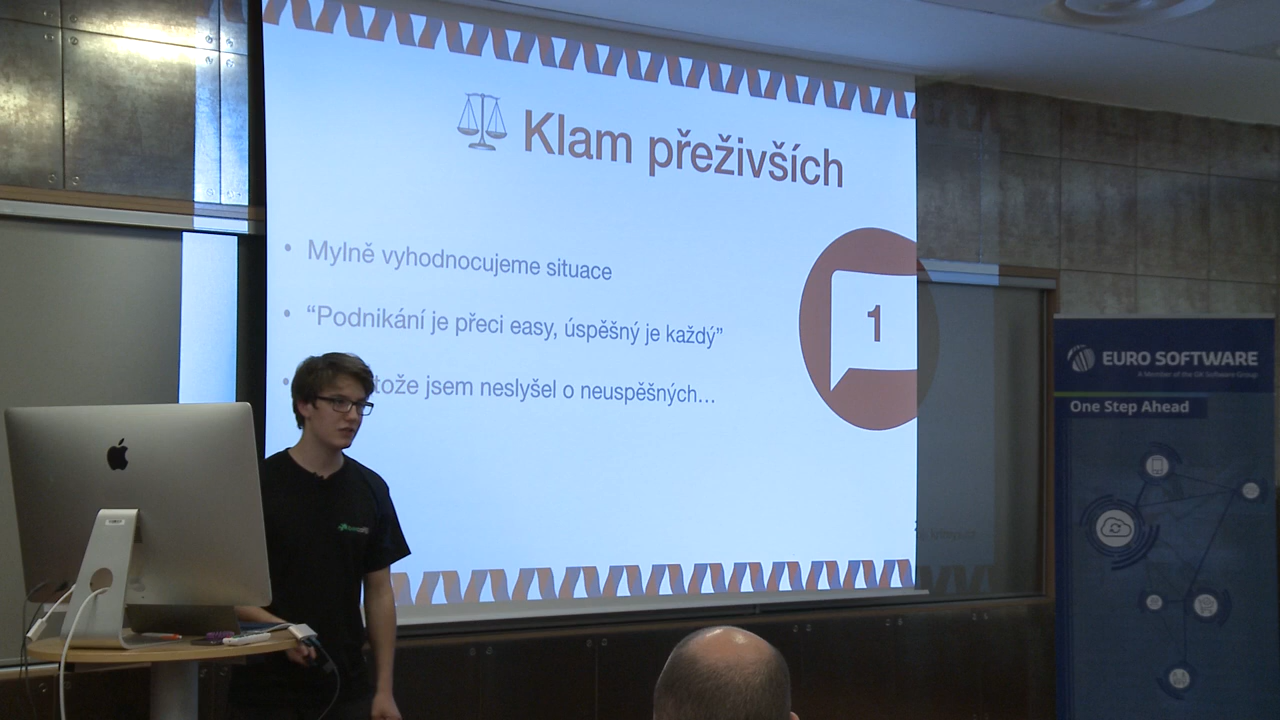 Klam přeživších
• Mylně vyhodnocujeme situace
• “Podnikání je přeci easy, úspěšný je každý”
• tože jsem neslyšel o neuspěšných...
1
EURO SOFTWARE
A Member of the GK Software Group
One Step Ahead